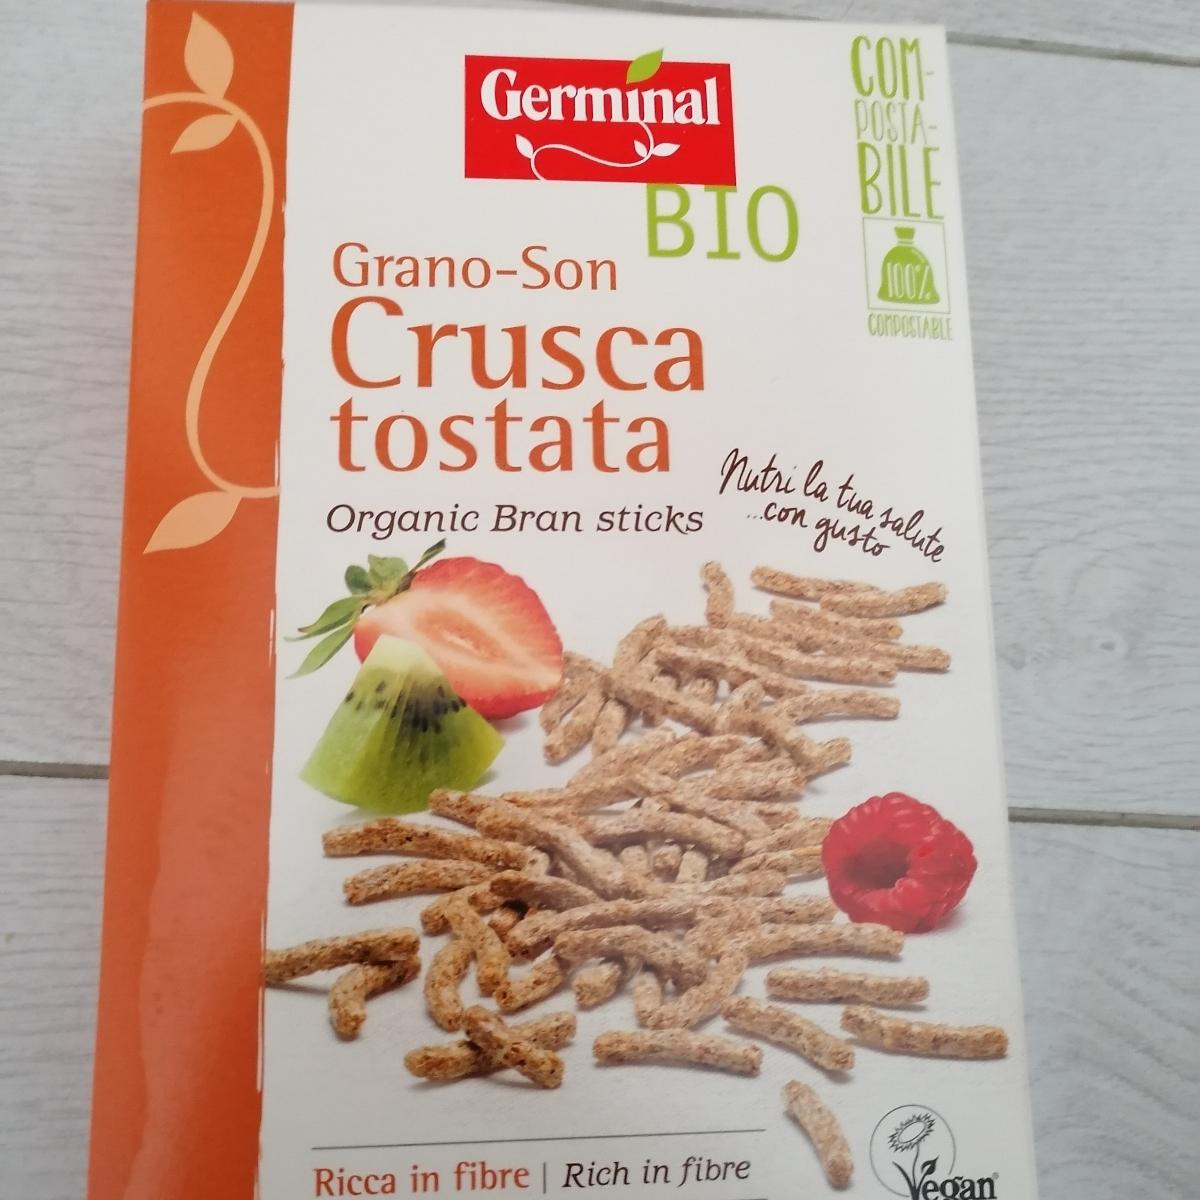 Germinal
BIO
COM-
POSTA-
BILE
100%
COMPOSTABLE
Grano-Son
Crusca
tostata
Organic Bran sticks
Nutri la tua salute
...con gusto
Ricca in fibre | Rich in fibre
Vegan